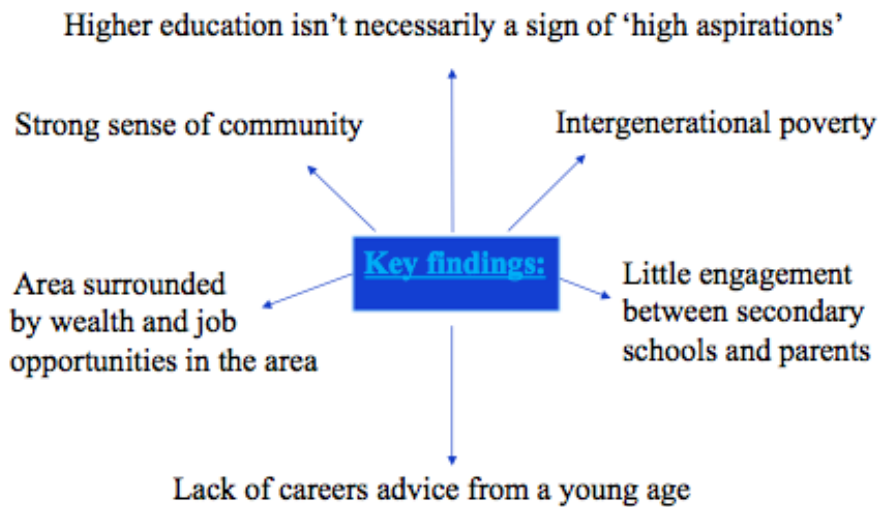 Higher education isn’t necessarily a sign of ‘high aspirations’
Strong sense of community
Intergenerational poverty
Key findings:
Area surrounded
by wealth and job
opportunities in the area
Little engagement
between secondary
schools and parents
Lack of careers advice from a young age